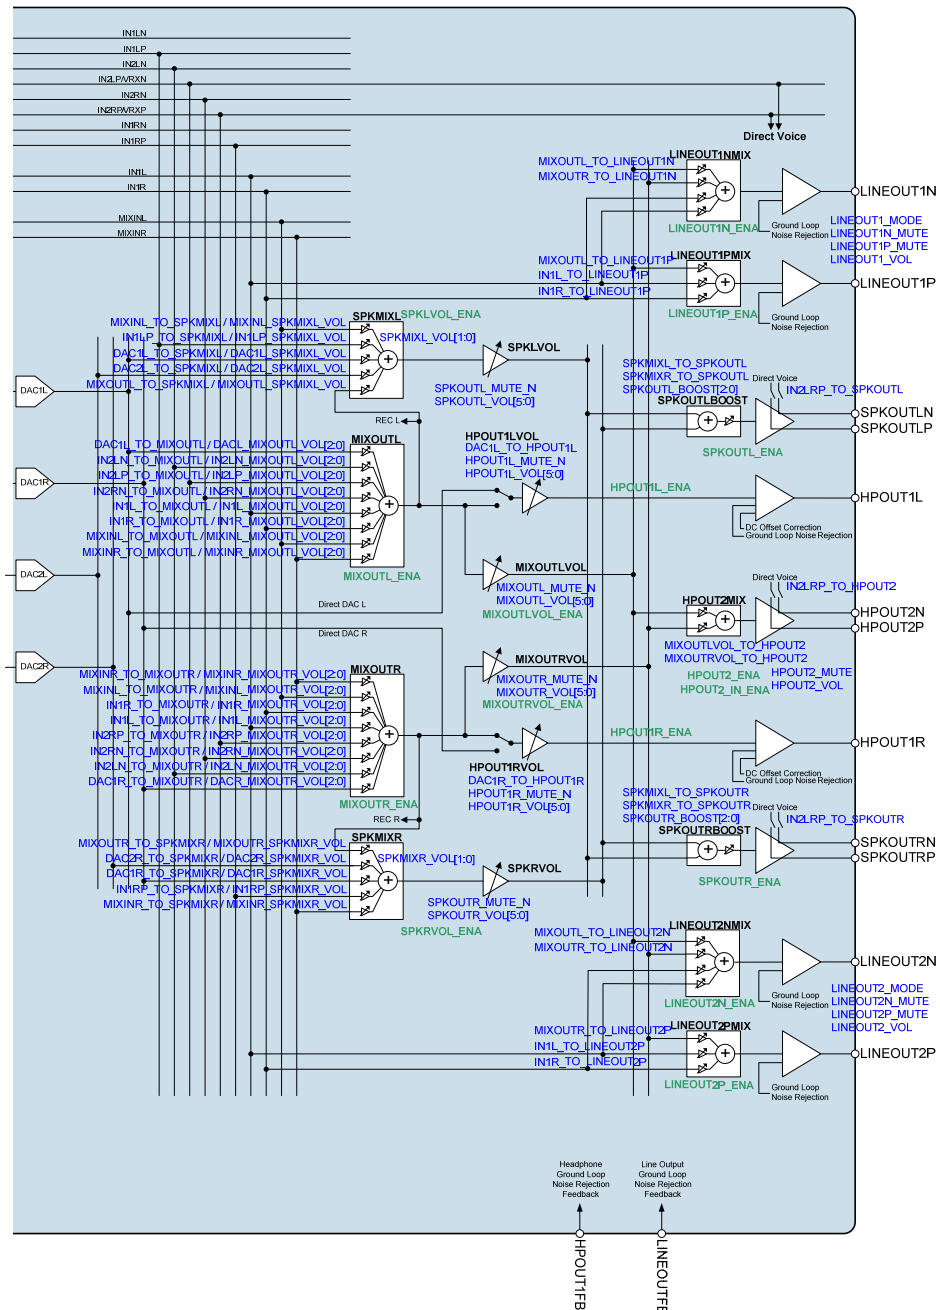 IN1LN
IN1LP
IN2LN
IN2LP/VRXN
IN2RN
IN2RP/VRXP
IN1RN
IN1RP
IN1L
IN1R
MIXINL
MIXINR
Direct Voice
LINEOUT1NMIX
MIXOUTL_TO_LINEOUT1N
MIXOUTR_TO_LINEOUT1N
LINEOUT1N
Ground Loop
Noise Rejection
LINEOUT1N_ENA
LINEOUT1_MODE
LINEOUT1N_MUTE
LINEOUT1P_MUTE
LINEOUT1_VOL
LINEOUT1PMIX
MIXOUTL_TO_LINEOUT1P
IN1L_TO_LINEOUT1P
IN1R_TO_LINEOUT1P
LINEOUT1P
LINEOUT1P_ENA
Ground Loop
Noise Rejection
SPKMIXL
SPKLVOL_ENA
MIXINL_TO_SPKMIXL / MIXINL_SPKMIXL_VOL
IN1LP_TO_SPKMIXL / IN1LP_SPKMIXL_VOL
DAC1L_TO_SPKMIXL / DAC1L_SPKMIXL_VOL
DAC2L_TO_SPKMIXL / DAC2L_SPKMIXL_VOL
MIXOUTL_TO_SPKMIXL / MIXOUTL_SPKMIXL_VOL
SPKMIXL_VOL[1:0]
SPKLVOL
SPKOUTL_MUTE_N
SPKOUTL_VOL[5:0]
SPKMIXL_TO_SPKOUTL
SPKMIXR_TO_SPKOUTL
SPKOUTL_BOOST[2:0]
SPKOUTLBOOST
Direct Voice
IN2LRP_TO_SPKOUTL
SPKOUTLN
SPKOUTLP
SPKOUTL_ENA
DAC1L
REC L
MIXOUTL
DAC1L_TO_MIXOUTL / DACL_MIXOUTL_VOL[2:0]
IN2LN_TO_MIXOUTL / IN2LN_MIXOUTL_VOL[2:0]
IN2LP_TO_MIXOUTL / IN2LP_MIXOUTL_VOL[2:0]
IN2RN_TO_MIXOUTL / IN2RN_MIXOUTL_VOL[2:0]
IN1L_TO_MIXOUTL / IN1L_MIXOUTL_VOL[2:0]
IN1R_TO_MIXOUTL / IN1R_MIXOUTL_VOL[2:0]
MIXINL_TO_MIXOUTL / MIXINL_MIXOUTL_VOL[2:0]
MIXINR_TO_MIXOUTL / MIXINR_MIXOUTL_VOL[2:0]
MIXOUTL_ENA
DAC1R
HPOUT1LVOL
DAC1L_TO_HPOUT1L
HPOUT1L_MUTE_N
HPOUT1L_VOL[5:0]
HPOUT1L_ENA
HPOUT1L
DC Offset Correction
Ground Loop Noise Rejection
MIXOUTLVOL
MIXOUTL_MUTE_N
MIXOUTL_VOL[5:0]
MIXOUTLVOL_ENA
DAC2L
Direct DAC L
Direct DAC R
Direct Voice
IN2LRP_TO_HPOUT2
HPOUT2MIX
HPOUT2N
HPOUT2P
MIXOUTLVOL_TO_HPOUT2
MIXOUTRVOL_TO_HPOUT2
HPOUT2_ENA
HPOUT2_IN_ENA
HPOUT2_MUTE
HPOUT2_VOL
MIXOUTRVOL
MIXOUTR_MUTE_N
MIXOUTR_VOL[5:0]
MIXOUTRVOL_ENA
DAC2R
MIXOUTR
MIXINR_TO_MIXOUTR / MIXINR_MIXOUTR_VOL[2:0]
MIXINL_TO_MIXOUTR / MIXINL_MIXOUTR_VOL[2:0]
IN1R_TO_MIXOUTR / IN1R_MIXOUTR_VOL[2:0]
IN1L_TO_MIXOUTR / IN1L_MIXOUTR_VOL[2:0]
IN2RP_TO_MIXOUTR / IN2RP_MIXOUTR_VOL[2:0]
IN2RN_TO_MIXOUTR / IN2RN_MIXOUTR_VOL[2:0]
IN2LN_TO_MIXOUTR / IN2LN_MIXOUTR_VOL[2:0]
DAC1R_TO_MIXOUTR / DACR_MIXOUTR_VOL[2:0]
MIXOUTR_ENA
HPOUT1R_ENA
HPOUT1R
HPOUT1RVOL
DAC1R_TO_HPOUT1R
HPOUT1R_MUTE_N
HPOUT1R_VOL[5:0]
DC Offset Correction
Ground Loop Noise Rejection
REC R
SPKMIXR
MIXOUTR_TO_SPKMIXR / MIXOUTR_SPKMIXR_VOL
DAC2R_TO_SPKMIXR / DAC2R_SPKMIXR_VOL
DAC1R_TO_SPKMIXR / DAC1R_SPKMIXR_VOL
IN1RP_TO_SPKMIXR / IN1RP_SPKMIXR_VOL
MIXINR_TO_SPKMIXR / MIXINR_SPKMIXR_VOL
SPKMIXR_VOL[1:0]
SPKRVOL
SPKOUTR_MUTE_N
SPKOUTR_VOL[5:0]
SPKRVOL_ENA
SPKMIXL_TO_SPKOUTR
SPKMIXR_TO_SPKOUTR
SPKOUTR_BOOST[2:0]
SPKOUTRBOOST
Direct Voice
IN2LRP_TO_SPKOUTR
SPKOUTRN
SPKOUTRP
SPKOUTR_ENA
LINEOUT2NMIX
MIXOUTL_TO_LINEOUT2N
MIXOUTR_TO_LINEOUT2N
LINEOUT2N
Ground Loop
Noise Rejection
LINEOUT2N_ENA
LINEOUT2_MODE
LINEOUT2N_MUTE
LINEOUT2P_MUTE
LINEOUT2_VOL
LINEOUT2PMIX
MIXOUTR_TO_LINEOUT2P
IN1L_TO_LINEOUT2P
IN1R_TO_LINEOUT2P
LINEOUT2P
LINEOUT2P_ENA
Ground Loop
Noise Rejection
Headphone
Ground Loop
Noise Rejection
Feedback
Line Output
Ground Loop
Noise Rejection
Feedback
HPOUT1FB